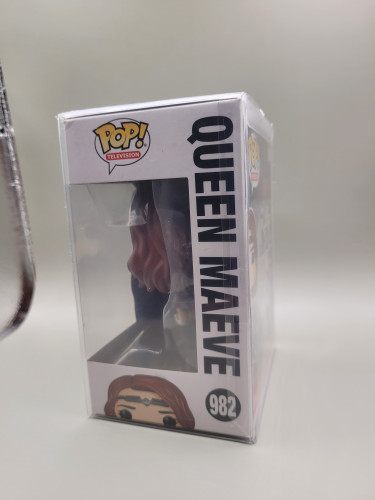 POP!
TELEVISION
QUEEN MAEVE
982